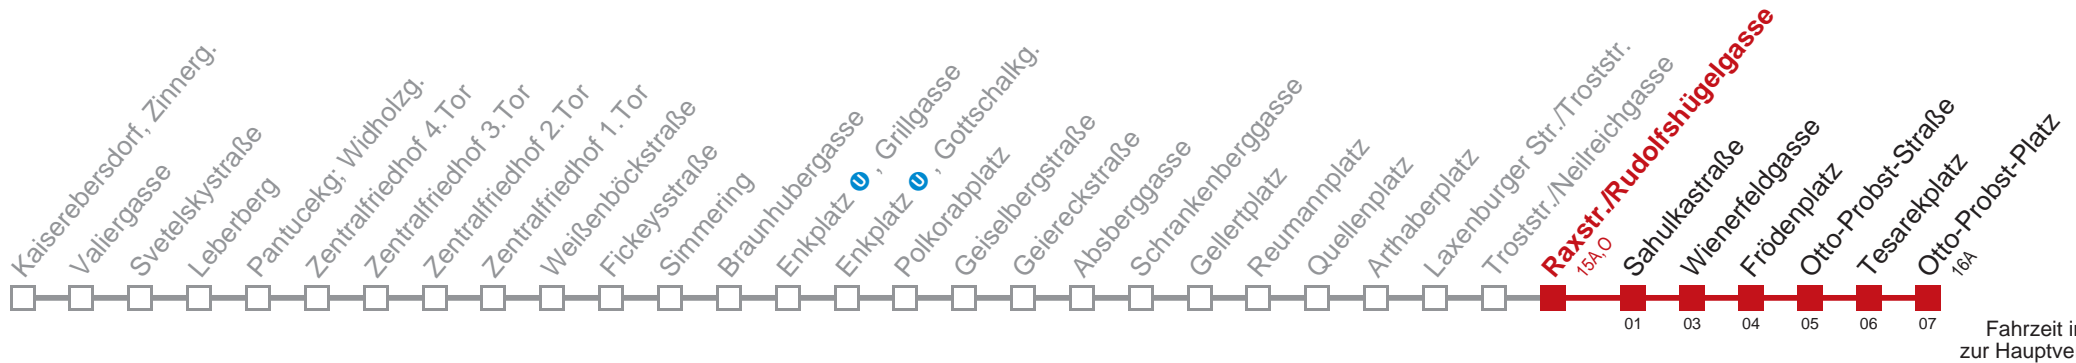 Kaiserebersdorf, Zinnerg.
Valiergasse
Svetelskystraße
Leberberg
Pantucekg; Widholzg.
Zentralfriedhof 4. Tor
Zentralfriedhof 3. Tor
Zentralfriedhof 2. Tor
Zentralfriedhof 1. Tor
Weißenböckstraße
Fickeysstraße
Simmering
Braunhubergasse
Enkplatz U, Grillgasse
Enkplatz U, Gottschalkg.
Polkorabplatz
Geiselbergstraße
Geiereckstraße
Absberggasse
Schrankenberggasse
Gellertplatz
Reumannplatz
Quellenplatz
Arthaberplatz
Laxenburger Str./Troststr.
Troststr./Neilreichgasse
Raxstr./Rudolfshügelgasse
15A, O
Sahulkastraße
Wienerfeldgasse
Frödenplatz
Otto-Probst-Straße
Tesarekplatz
Otto-Probst-Platz
16A
01 03 04 05 06 07
Fahrzeit i
zur Hauptve